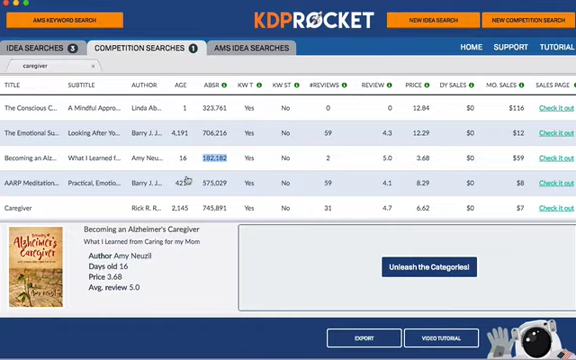 AMS KEYWORD SEARCH
KDPROCKET
NEW IDEA SEARCH
NEW COMPETITION SEARCH
IDEA SEARCHES 3
COMPETITION SEARCHES 1
AMS IDEA SEARCHES
HOME
SUPPORT
TUTORIAL
caregiver ×
TITLE SUBTITLE AUTHOR AGE ABSR KW T KW ST #REVIEWS REVIEW PRICE DY SALES MO. SALES SALES PAGE
The Conscious C... A Mindful Appro... Linda Ab... 1 323,761 Yes No 0 0 12.84 $116 Check it out
The Emotional Su... Looking After Yo... Barry J. J... 4,191 706,216 Yes No 59 4.3 12.29 $12 Check it out
Becoming an Alz... What I Learned f... Amy Neu... 16 182,182 Yes No 2 5.0 3.68 $59 Check it out
AARP Meditation... Practical, Emotio... Barry J. J... 575,029 Yes No 59 4.1 8.29 $8 Check it out
Caregiver Rick R. R... 2,145 745,891 Yes No 31 4.7 6.62 $7 Check it out
Becoming an Alzheimer's Caregiver
What I Learned from Caring for my Mom
Author Amy Neuzil
Days old 16
Price 3.68
Avg. review 5.0
Becoming an
Alzheimer's
Caregiver
Amy Neuzil
Unleash the Categories!
EXPORT
VIDEO TUTORIAL